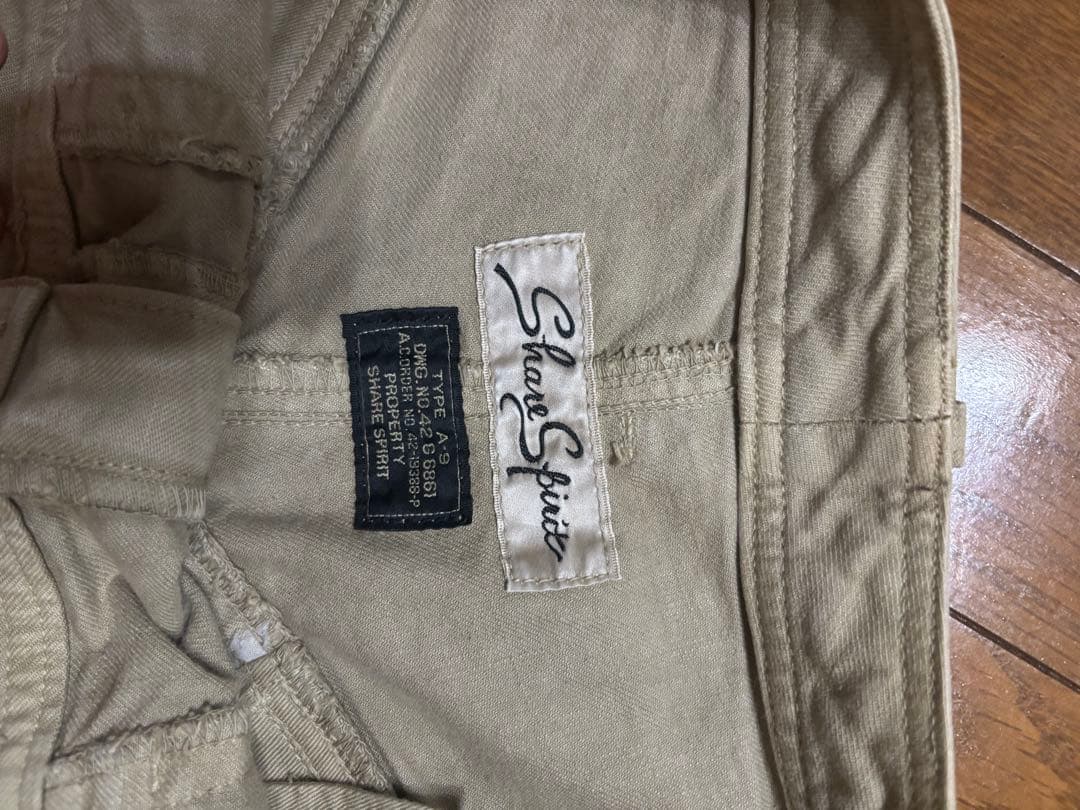 Share Spirit
TYPE A-9
DWG. NO. 42 G 6861
A.C. ORDER NO. 42-19388-P
PROPERTY
SHARE SPIRIT